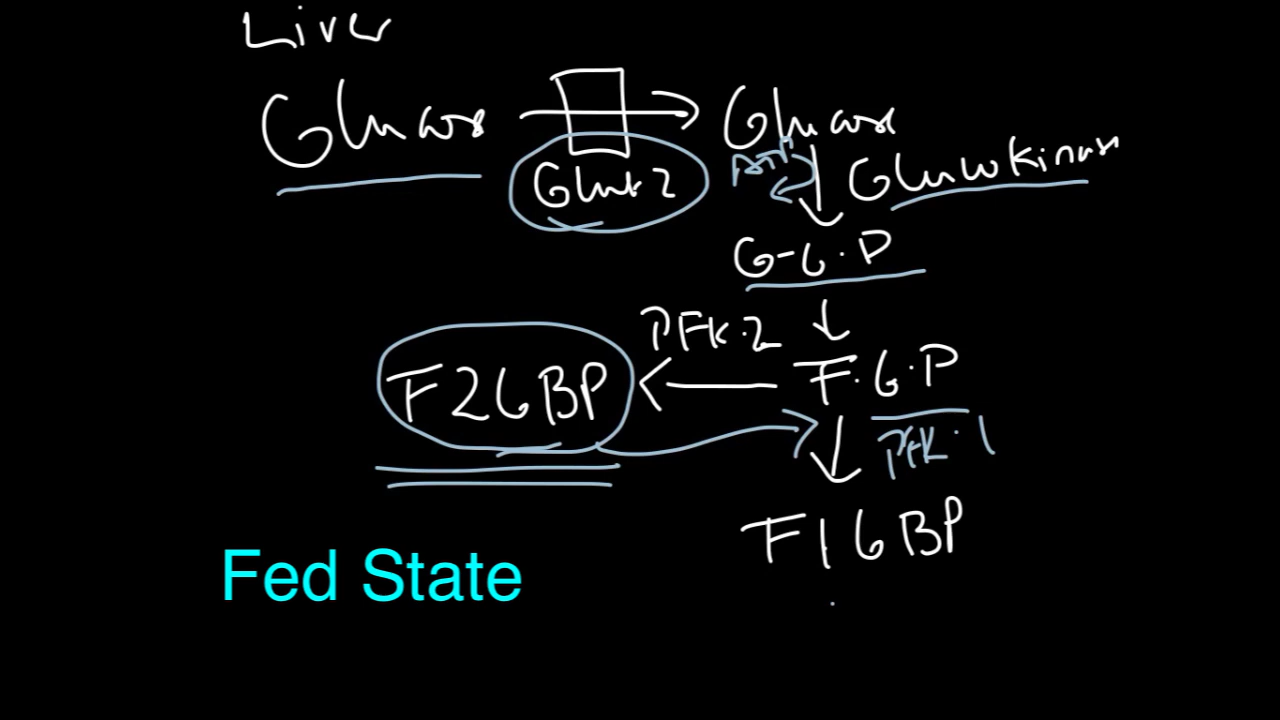 Liver
Glucose → Glucose
Glut 2
ATP
Glucokinase
G-6.P
PFK.2
F26BP ← F.6.P
PFK.1
F16BP
Fed State